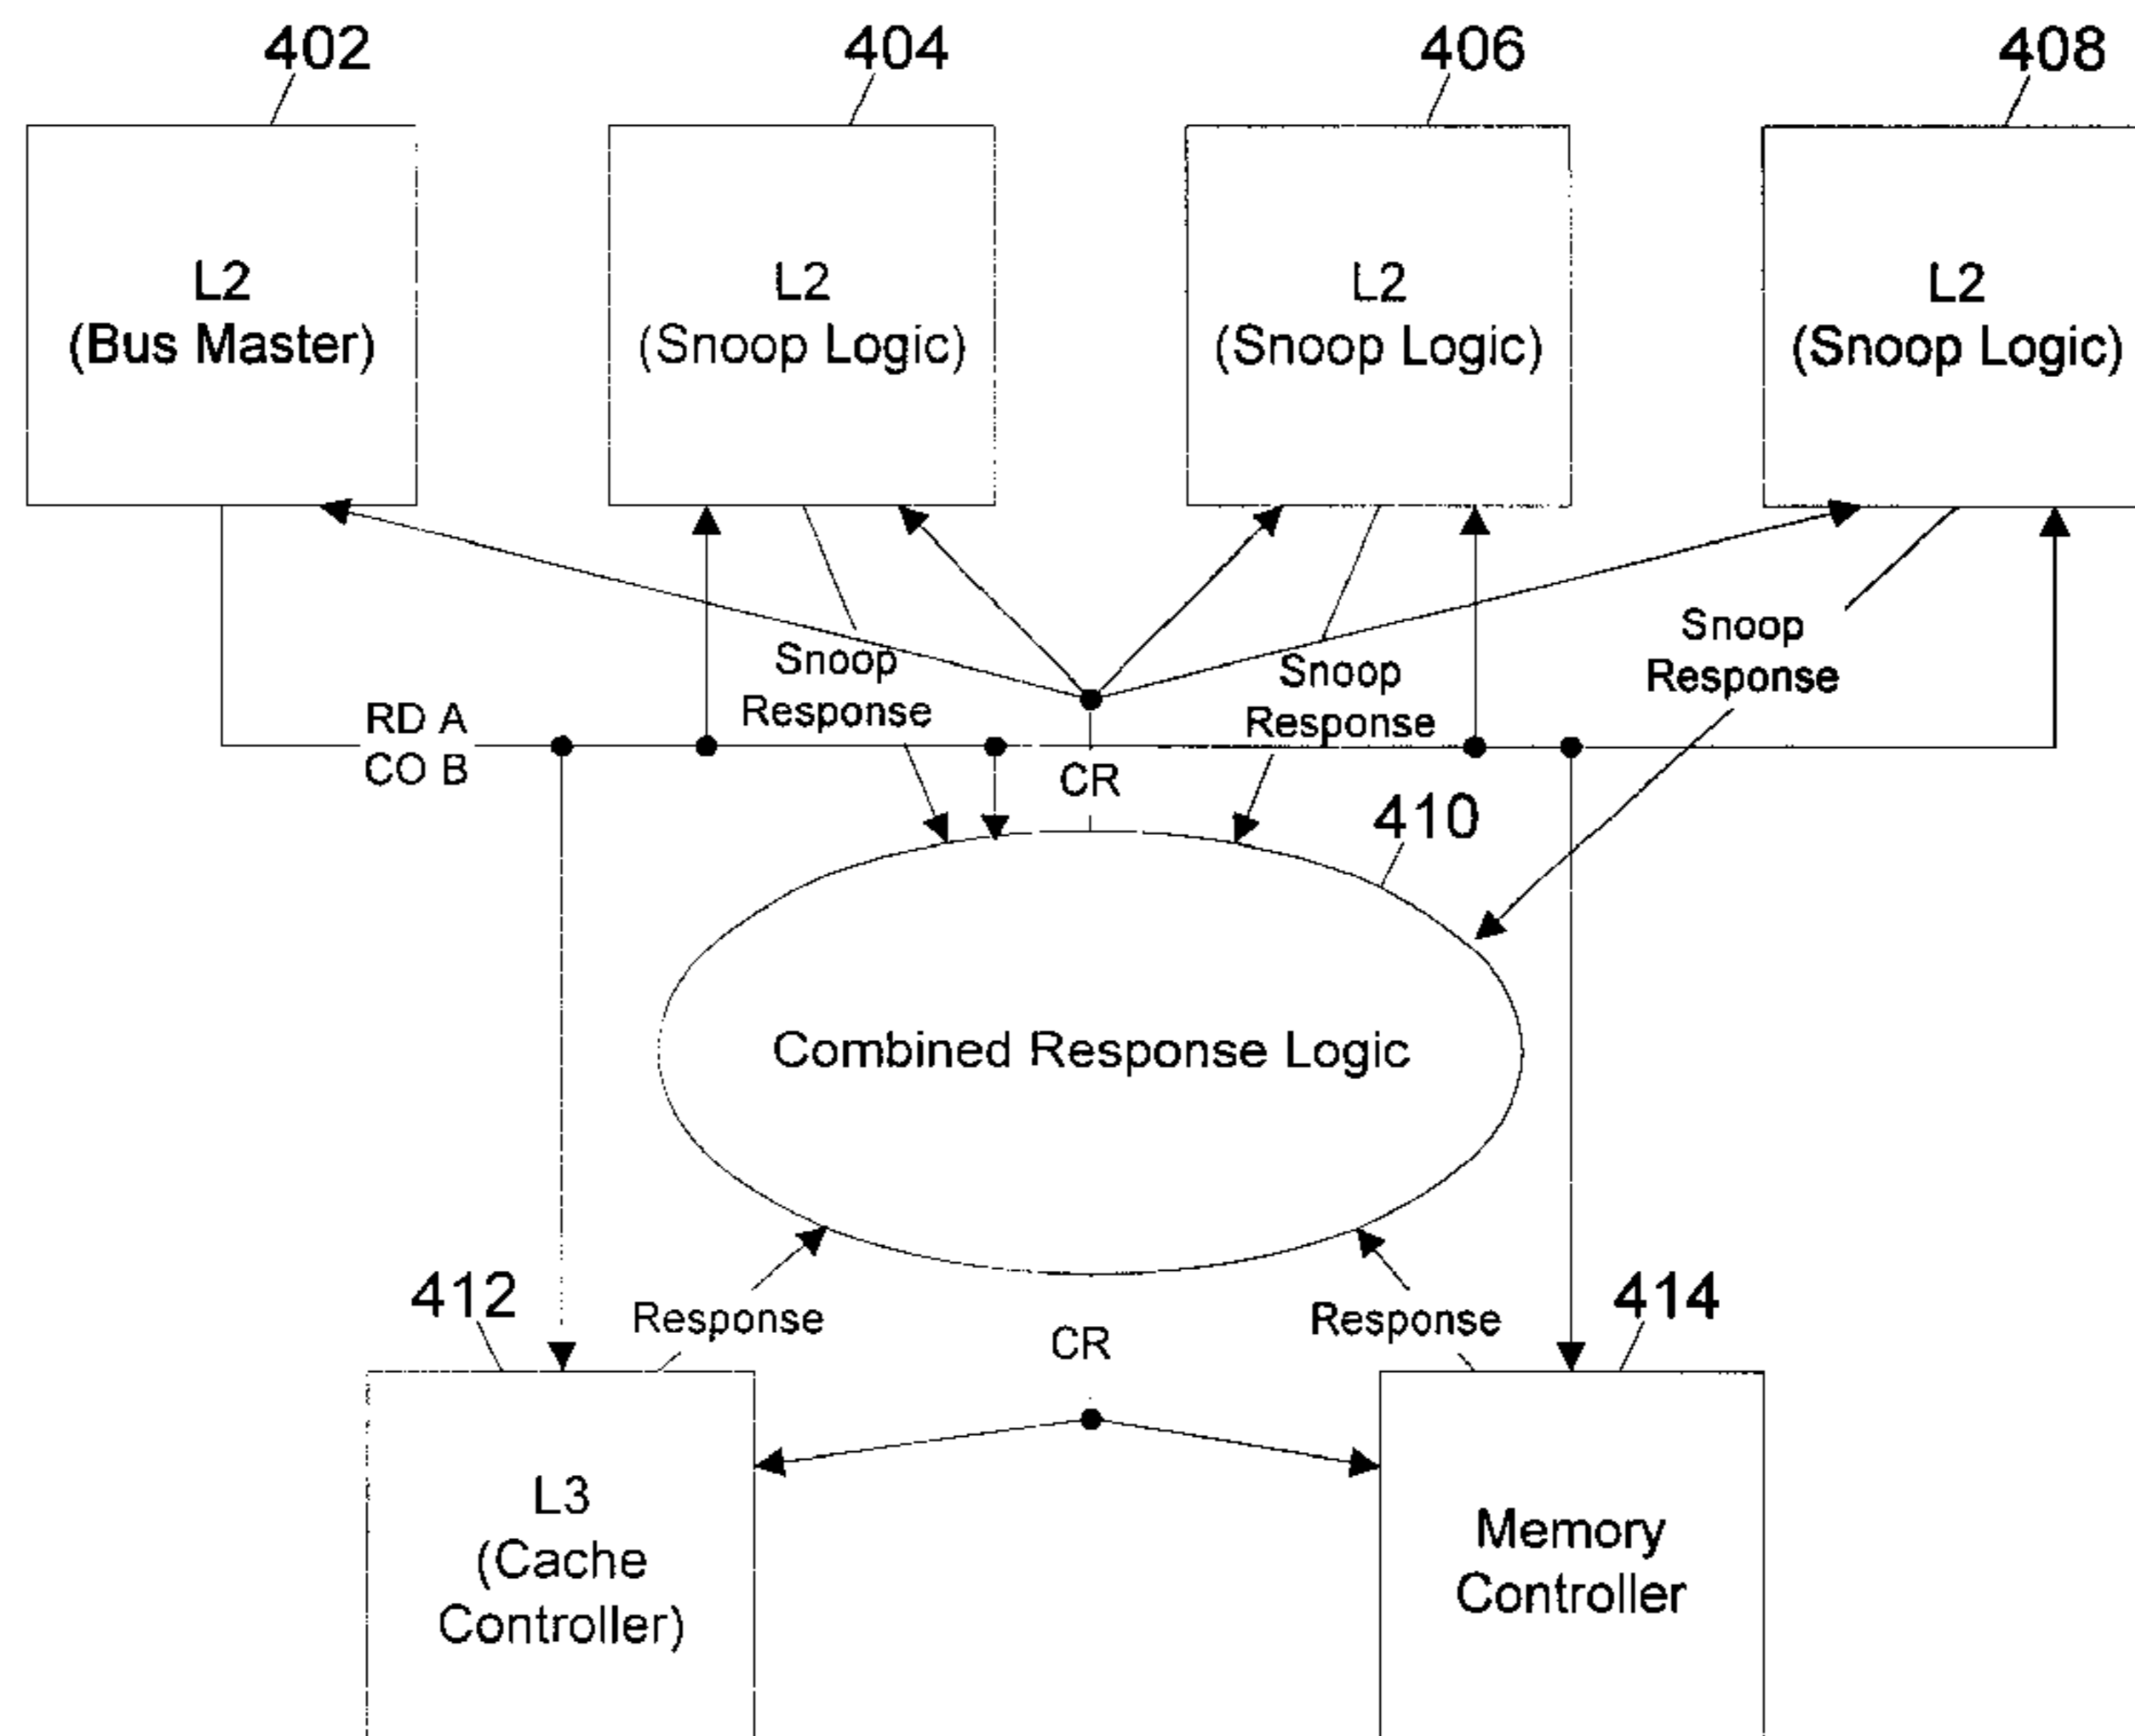 402
404
406
408
L2
(Bus Master)
L2
(Snoop Logic)
L2
(Snoop Logic)
L2
(Snoop Logic)
Snoop
Response
Snoop
Response
Snoop
Response
RD A
CO B
CR
410
Combined Response Logic
412
Response
CR
Response
414
L3
(Cache
Controller)
Memory
Controller